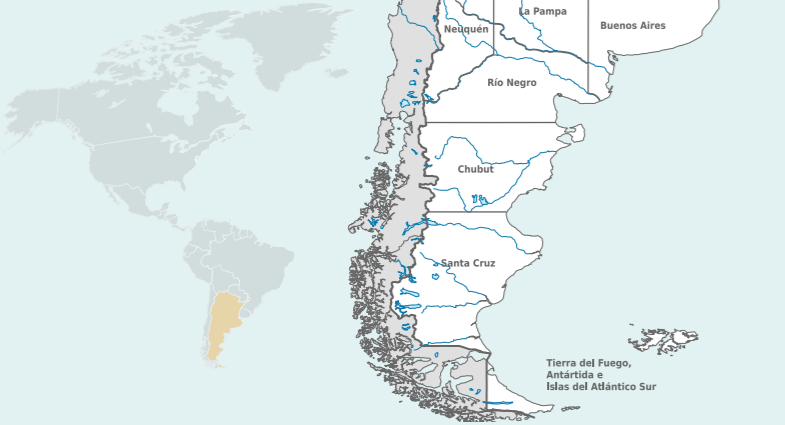 La Pampa
Neuquén
Buenos Aires
Río Negro
Chubut
Santa Cruz
Tierra del Fuego,
Antártida e
Islas del Atlántico Sur